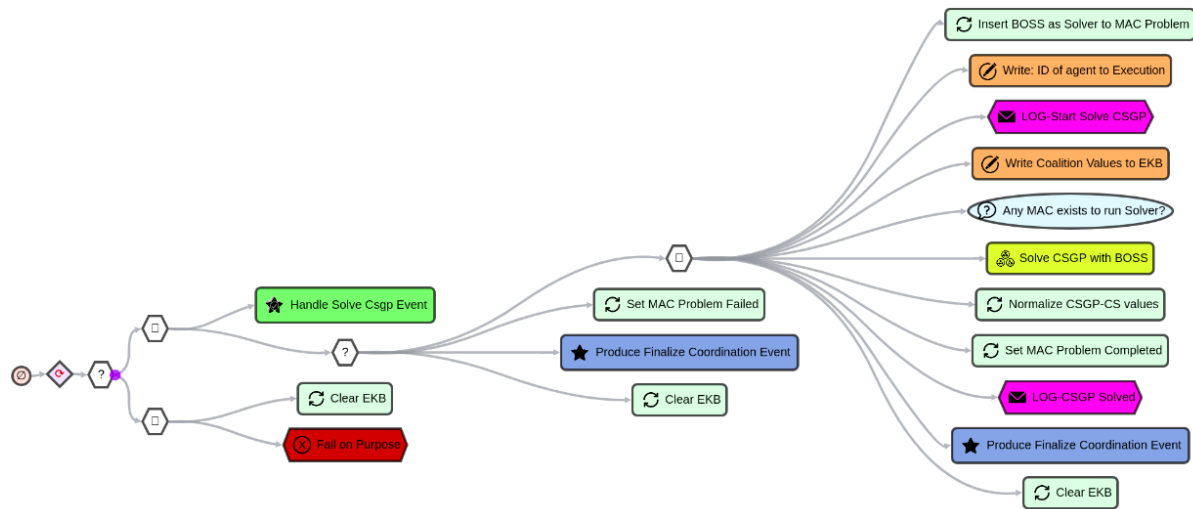 Insert BOSS as Solver to MAC Problem
Write: ID of agent to Execution
LOG-Start Solve CSGP
Write Coalition Values to EKB
? Any MAC exists to run Solver?
Solve CSGP with BOSS
Normalize CSGP-CS values
Set MAC Problem Completed
LOG-CSGP Solved
Produce Finalize Coordination Event
Clear EKB
Set MAC Problem Failed
?
Produce Finalize Coordination Event
Clear EKB
Handle Solve Csgp Event
∅
?
Clear EKB
X Fail on Purpose